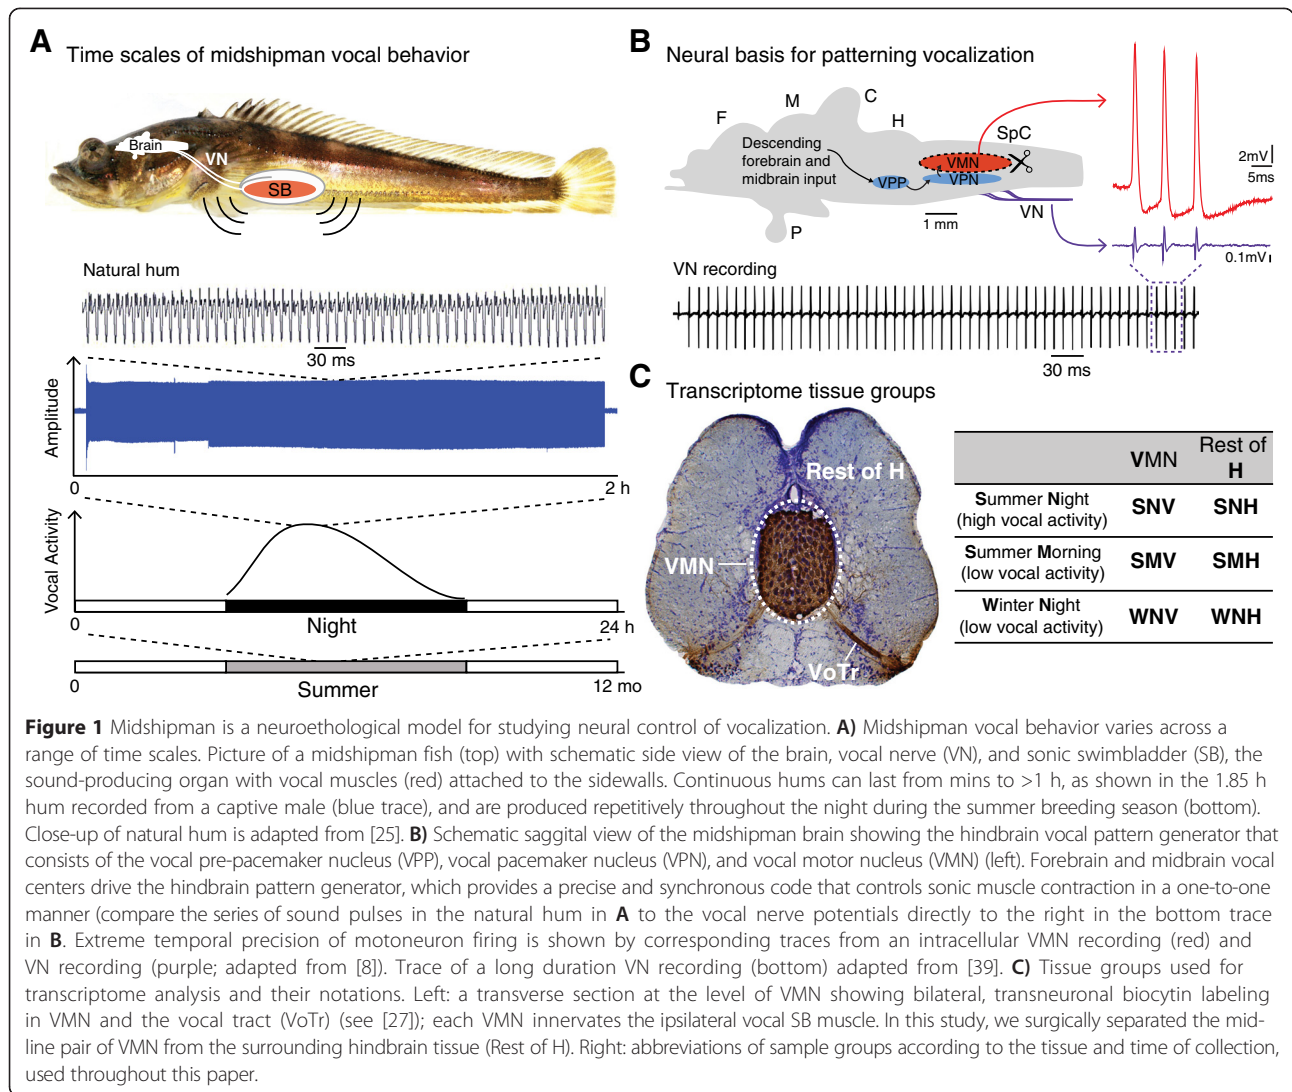 A Time scales of midshipman vocal behavior
Brain
VN
SB
Natural hum
30 ms
Amplitude
0
2 h
Vocal Activity
0
Night
24 h
0
Summer
12 mo
B Neural basis for patterning vocalization
F
M
C
H
P
Descending
forebrain and
midbrain input
VPP
VMN
VPN
SpC
VN
1 mm
2mV
5ms
0.1mV
VN recording
30 ms
C Transcriptome tissue groups
Rest of H
VMN
VoTr
VMN Rest of H
Summer Night (high vocal activity) SNV SNH
Summer Morning (low vocal activity) SMV SMH
Winter Night (low vocal activity) WNV WNH
Figure 1 Midshipman is a neuroethological model for studying neural control of vocalization. A) Midshipman vocal behavior varies across a
range of time scales. Picture of a midshipman fish (top) with schematic side view of the brain, vocal nerve (VN), and sonic swimbladder (SB), the
sound-producing organ with vocal muscles (red) attached to the sidewalls. Continuous hums can last from mins to >1 h, as shown in the 1.85 h
hum recorded from a captive male (blue trace), and are produced repetitively throughout the night during the summer breeding season (bottom).
Close-up of natural hum is adapted from [25]. B) Schematic saggital view of the midshipman brain showing the hindbrain vocal pattern generator that
consists of the vocal pre-pacemaker nucleus (VPP), vocal pacemaker nucleus (VPN), and vocal motor nucleus (VMN) (left). Forebrain and midbrain vocal
centers drive the hindbrain pattern generator, which provides a precise and synchronous code that controls sonic muscle contraction in a one-to-one
manner (compare the series of sound pulses in the natural hum in A to the vocal nerve potentials directly to the right in the bottom trace
in B. Extreme temporal precision of motoneuron firing is shown by corresponding traces from an intracellular VMN recording (red) and
VN recording (purple; adapted from [8]). Trace of a long duration VN recording (bottom) adapted from [39]. C) Tissue groups used for
transcriptome analysis and their notations. Left: a transverse section at the level of VMN showing bilateral, transneuronal biocytin labeling
in VMN and the vocal tract (VoTr) (see [27]); each VMN innervates the ipsilateral vocal SB muscle. In this study, we surgically separated the mid-
line pair of VMN from the surrounding hindbrain tissue (Rest of H). Right: abbreviations of sample groups according to the tissue and time of collection,
used throughout this paper.